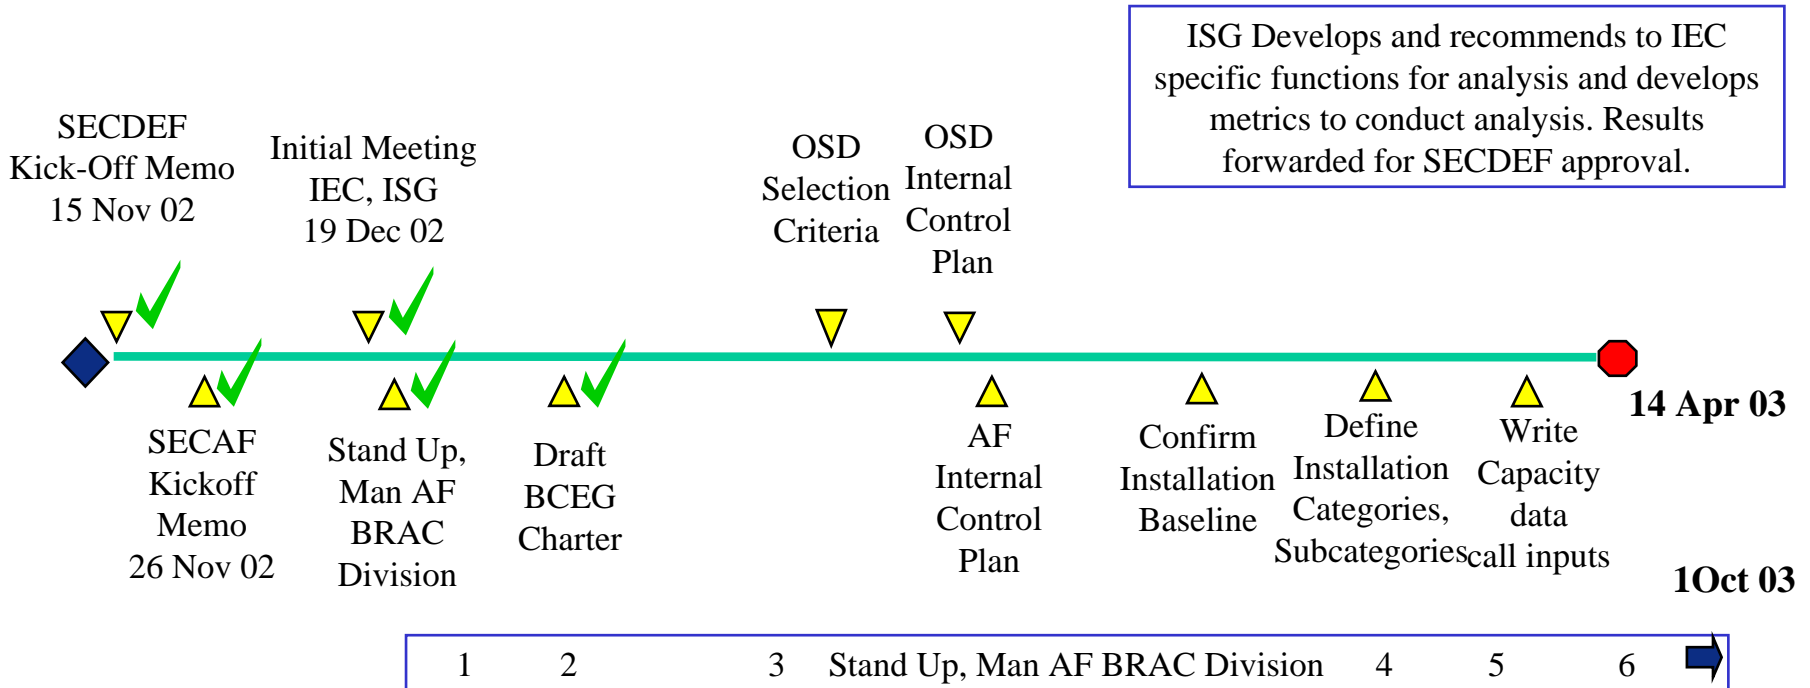 ISG Develops and recommends to IEC
specific functions for analysis and develops
metrics to conduct analysis. Results
forwarded for SECDEF approval.
SECDEF
Kick-Off Memo
15 Nov 02
Initial Meeting
IEC, ISG
19 Dec 02
OSD
Selection
Criteria
OSD
Internal
Control
Plan
SECAF
Kickoff
Memo
26 Nov 02
Stand Up,
Man AF
BRAC
Division
Draft
BCEG
Charter
AF
Internal
Control
Plan
Confirm
Installation
Baseline
Define
Installation
Categories,
Subcategories
Write
Capacity
data
call inputs
14 Apr 03
1Oct 03
1 2 3 Stand Up, Man AF BRAC Division 4 5 6